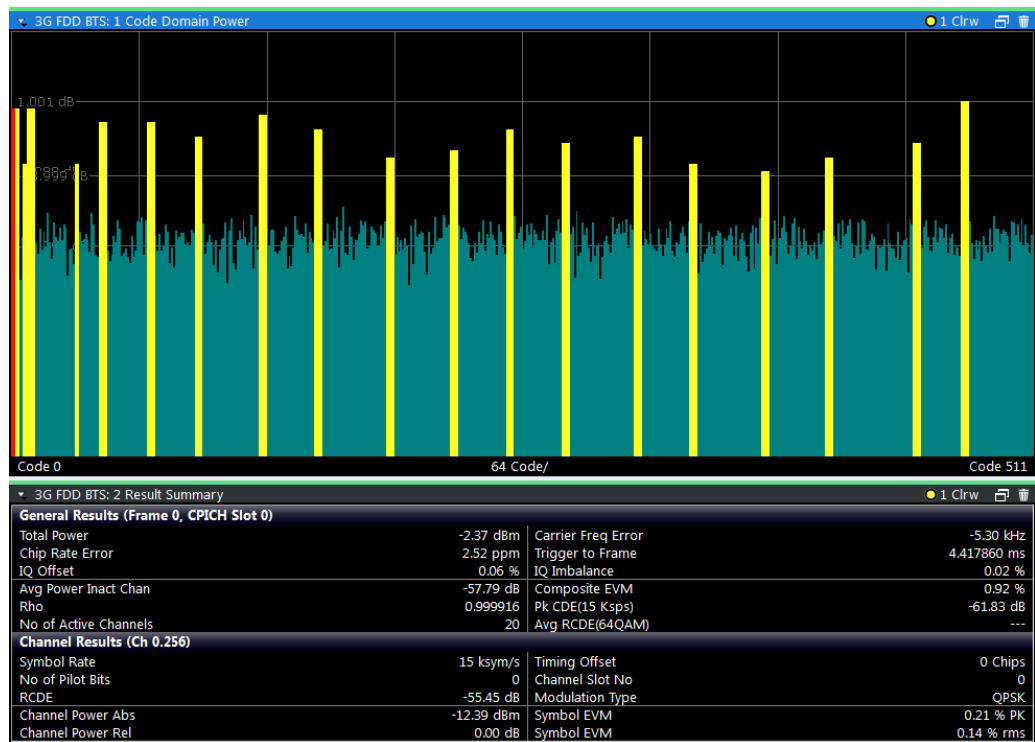 3G FDD BTS: 1 Code Domain Power 1 Clrw
1.001 dB
Code 0 64 Code/ Code 511
3G FDD BTS: 2 Result Summary 1 Clrw
General Results (Frame 0, CPICH Slot 0)
Total Power -2.37 dBm Carrier Freq Error -5.30 kHz
Chip Rate Error 2.52 ppm Trigger to Frame 4.417860 ms
IQ Offset 0.06 % IQ Imbalance 0.02 %
Avg Power Inact Chan -57.79 dB Composite EVM 0.92 %
Rho 0.999916 Pk CDE(15 Ksps) -61.83 dB
No of Active Channels 20 Avg RCDE(64QAM) ---
Channel Results (Ch 0.256)
Symbol Rate 15 ksym/s Timing Offset 0 Chips
No of Pilot Bits 0 Channel Slot No 0
RCDE -55.45 dB Modulation Type QPSK
Channel Power Abs -12.39 dBm Symbol EVM 0.21 % PK
Channel Power Rel 0.00 dB Symbol EVM 0.14 % rms